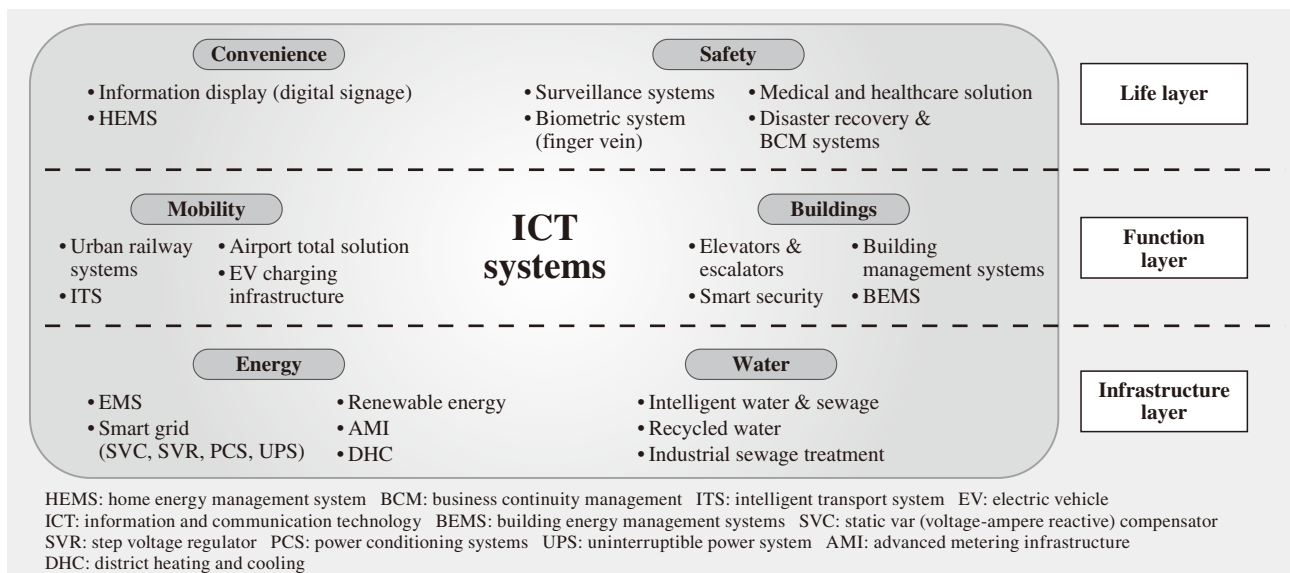 Convenience
• Information display (digital signage)
• HEMS
Safety
• Surveillance systems
• Biometric system
(finger vein)
• Medical and healthcare solution
• Disaster recovery &
BCM systems
Life layer
Mobility
• Urban railway
systems
• ITS
• Airport total solution
• EV charging
infrastructure
ICT
systems
Buildings
• Elevators &
escalators
• Smart security
• Building
management systems
• BEMS
Function
layer
Energy
• EMS
• Smart grid
(SVC, SVR, PCS, UPS)
• Renewable energy
• AMI
• DHC
Water
• Intelligent water & sewage
• Recycled water
• Industrial sewage treatment
Infrastructure
layer
HEMS: home energy management system BCM: business continuity management ITS: intelligent transport system EV: electric vehicle
ICT: information and communication technology BEMS: building energy management systems SVC: static var (voltage-ampere reactive) compensator
SVR: step voltage regulator PCS: power conditioning systems UPS: uninterruptible power system AMI: advanced metering infrastructure
DHC: district heating and cooling